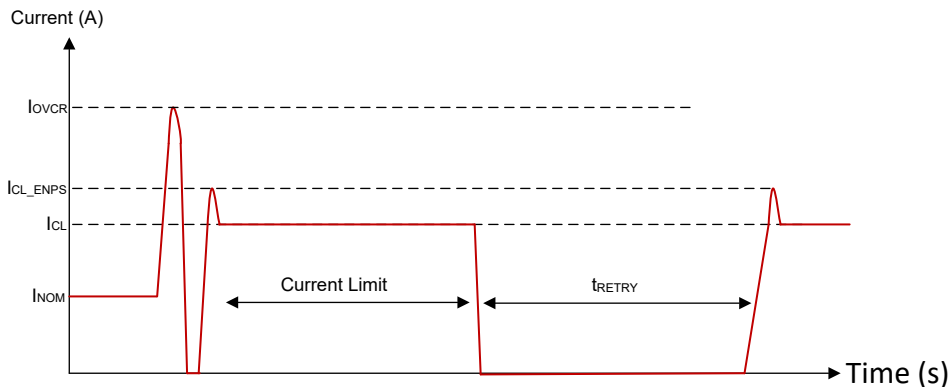 Current (A)
IOVCR
ICL_ENPS
ICL
INOM
Current Limit
tRETRY
Time (s)